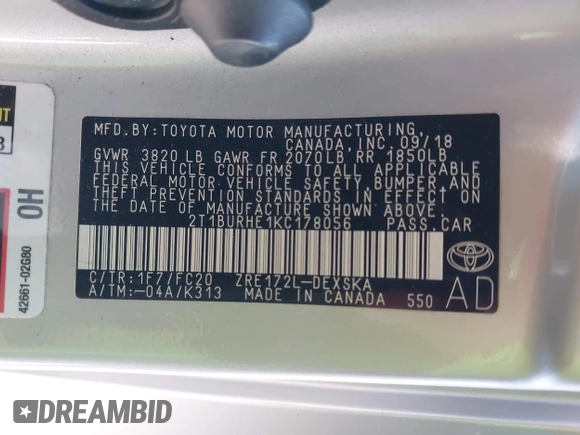 MFD. BY: TOYOTA MOTOR MANUFACTURING,
CANADA, INC. 09/18
GVWR 3820 LB GAWR FR 2070LB RR 1850LB
THIS VEHICLE CONFORMS TO ALL APPLICABLE
FEDERAL MOTOR VEHICLE SAFETY, BUMPER, AND
THEFT PREVENTION STANDARDS IN EFFECT ON
THE DATE OF MANUFACTURE SHOWN ABOVE.
2T1BURHE1KC178056 PASS.CAR
C/TR: 1F7/FC20 ZRE172L-DEXSKA
A/TM: -04A/K313 MADE IN CANADA 550
TOYOTA
AD
OH
42661-02G80
DREAMBID